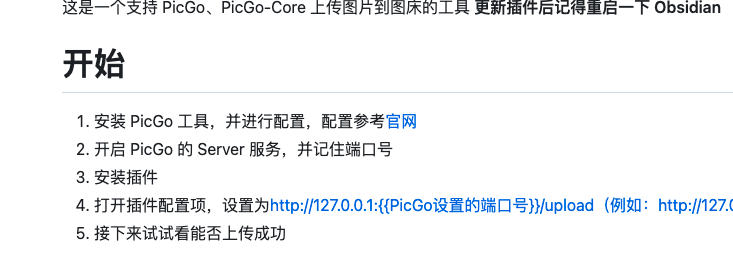 这是一个支持 PicGo、PicGo-Core 上传图片到图床的工具 更新插件后记得重启一下 Obsidian
开始
1. 安装 PicGo 工具，并进行配置，配置参考官网
2. 开启 PicGo 的 Server 服务，并记住端口号
3. 安装插件
4. 打开插件配置项，设置为http://127.0.0.1:{{PicGo设置的端口号}}/upload（例如：http://127.0
5. 接下来试试看能否上传成功